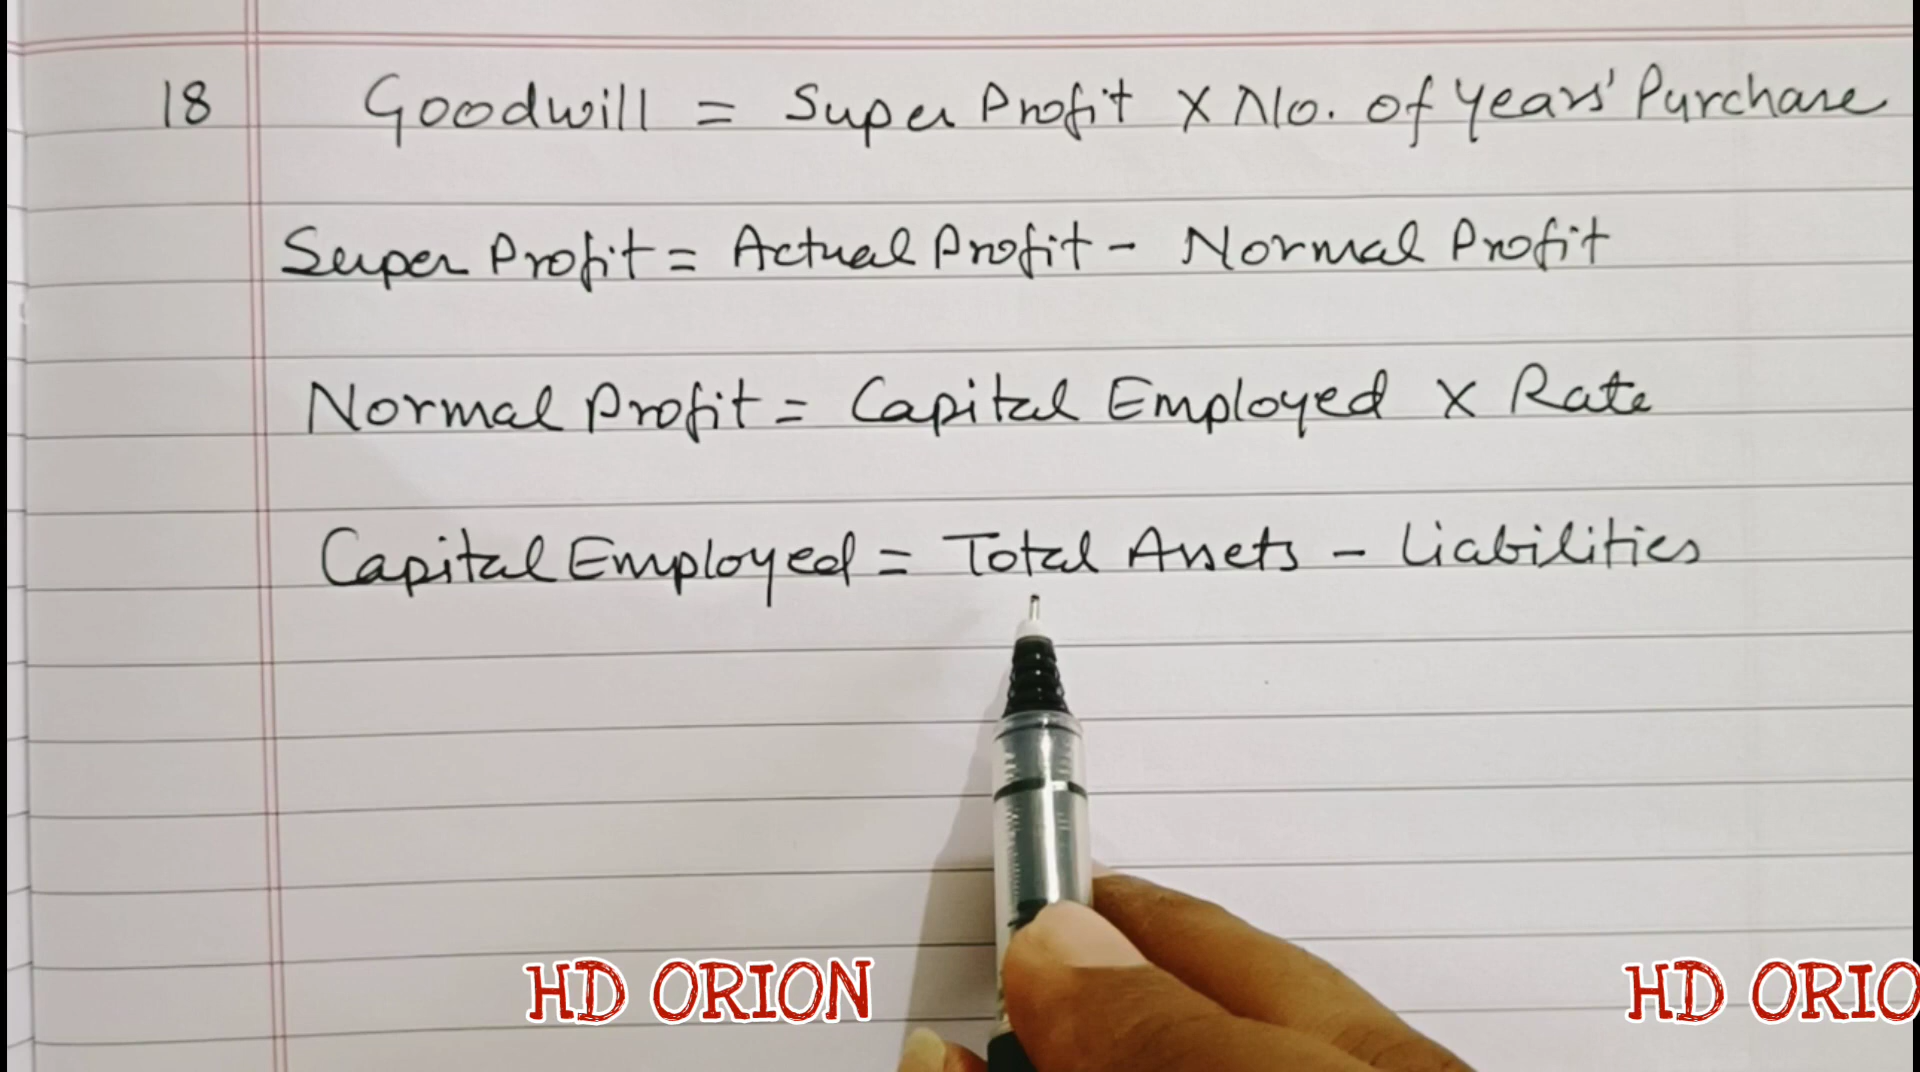 18 Goodwill = Super Profit X No. of years' Purchase
Super Profit = Actual Profit - Normal Profit
Normal Profit = Capital Employed X Rate
Capital Employed = Total Assets - Liabilities
HD ORION HD ORIO